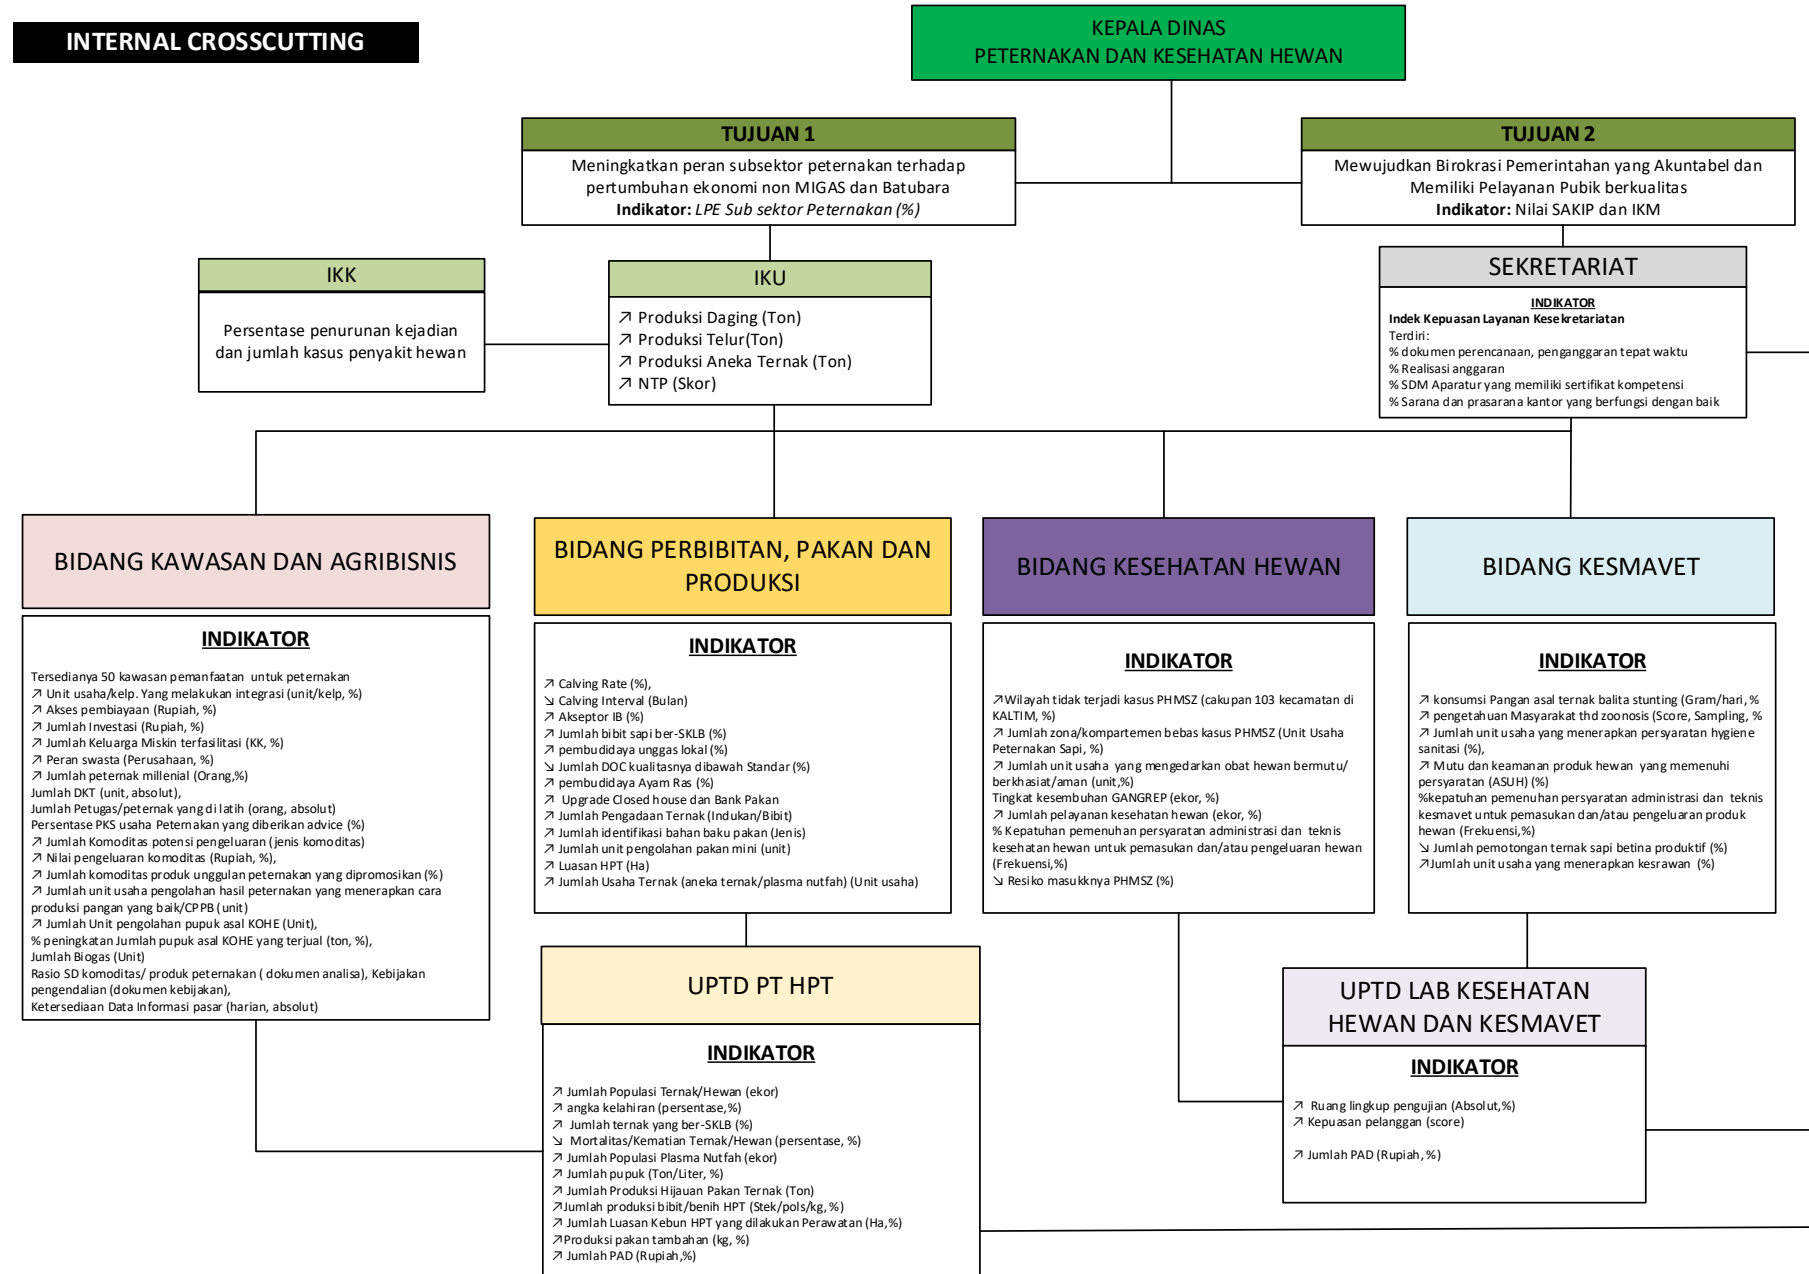 INTERNAL CROSSCUTTING
KEPALA DINAS
PETERNAKAN DAN KESEHATAN HEWAN
TUJUAN 1
Meningkatkan peran subsektor peternakan terhadap
pertumbuhan ekonomi non MIGAS dan Batubara
Indikator: LPE Sub sektor Peternakan (%)
TUJUAN 2
Mewujudkan Birokrasi Pemerintahan yang Akuntabel dan
Memiliki Pelayanan Pubik berkualitas
Indikator: Nilai SAKIP dan IKM
IKK
Persentase penurunan kejadian
dan jumlah kasus penyakit hewan
IKU
↗ Produksi Daging (Ton)
↗ Produksi Telur(Ton)
↗ Produksi Aneka Ternak (Ton)
↗ NTP (Skor)
SEKRETARIAT
INDIKATOR
Indek Kepuasan Layanan Kesekretariatan
Terdiri:
% dokumen perencanaan, penganggaran tepat waktu
% Realisasi anggaran
% SDM Aparatur yang memiliki sertifikat kompetensi
% Sarana dan prasarana kantor yang berfungsi dengan baik
BIDANG KAWASAN DAN AGRIBISNIS
INDIKATOR
Tersedianya 50 kawasan pemanfaatan untuk peternakan
↗ Unit usaha/kelp. Yang melakukan integrasi (unit/kelp, %)
↗ Akses pembiayaan (Rupiah, %)
↗ Jumlah Investasi (Rupiah, %)
↗ Jumlah Keluarga Miskin terfasilitasi (KK, %)
↗ Peran swasta (Perusahaan, %)
↗ Jumlah peternak millenial (Orang,%)
Jumlah DKT (unit, absolut),
Jumlah Petugas/peternak yang di latih (orang, absolut)
Persentase PKS usaha Peternakan yang diberikan advice (%)
↗ Jumlah Komoditas potensi pengeluaran (jenis komoditas)
↗ Nilai pengeluaran komoditas (Rupiah, %),
↗ Jumlah komoditas produk unggulan peternakan yang dipromosikan (%)
↗ Jumlah unit usaha pengolahan hasil peternakan yang menerapkan cara
produksi pangan yang baik/CPPB (unit)
↗ Jumlah Unit pengolahan pupuk asal KOHE (Unit),
% peningkatan Jumlah pupuk asal KOHE yang terjual (ton, %),
Jumlah Biogas (Unit)
Rasio SD komoditas/ produk peternakan ( dokumen analisa), Kebijakan
pengendalian (dokumen kebijakan),
Ketersediaan Data Informasi pasar (harian, absolut)
BIDANG PERBIBITAN, PAKAN DAN
PRODUKSI
INDIKATOR
↗ Calving Rate (%),
↘ Calving Interval (Bulan)
↗ Akseptor IB (%)
↗ Jumlah bibit sapi ber-SKLB (%)
↗ pembudidaya unggas lokal (%)
↘ Jumlah DOC kualitasnya dibawah Standar (%)
↗ pembudidaya Ayam Ras (%)
↗ Upgrade Closed house dan Bank Pakan
↗ Jumlah Pengadaan Ternak (Indukan/Bibit)
↗ Jumlah identifikasi bahan baku pakan (Jenis)
↗ Jumlah unit pengolahan pakan mini (unit)
↗ Luasan HPT (Ha)
↗ Jumlah Usaha Ternak (aneka ternak/plasma nutfah) (Unit usaha)
BIDANG KESEHATAN HEWAN
INDIKATOR
↗Wilayah tidak terjadi kasus PHMSZ (cakupan 103 kecamatan di
KALTIM, %)
↗ Jumlah zona/kompartemen bebas kasus PHMSZ (Unit Usaha
Peternakan Sapi, %)
↗ Jumlah unit usaha yang mengedarkan obat hewan bermutu/
berkhasiat/aman (unit,%)
Tingkat kesembuhan GANGREP (ekor, %)
↗ Jumlah pelayanan kesehatan hewan (ekor, %)
% Kepatuhan pemenuhan persyaratan administrasi dan teknis
kesehatan hewan untuk pemasukan dan/atau pengeluaran hewan
(Frekuensi,%)
↘ Resiko masukknya PHMSZ (%)
BIDANG KESMAVET
INDIKATOR
↗ konsumsi Pangan asal ternak balita stunting (Gram/hari, %
↗ pengetahuan Masyarakat thd zoonosis (Score, Sampling, %
↗ Jumlah unit usaha yang menerapkan persyaratan hygiene
sanitasi (%),
↗ Mutu dan keamanan produk hewan yang memenuhi
persyaratan (ASUH) (%)
%kepatuhan pemenuhan persyaratan administrasi dan teknis
kesmavet untuk pemasukan dan/atau pengeluaran produk
hewan (Frekuensi,%)
↘ Jumlah pemotongan ternak sapi betina produktif (%)
↗Jumlah unit usaha yang menerapkan kesrawan (%)
UPTD PT HPT
INDIKATOR
↗ Jumlah Populasi Ternak/Hewan (ekor)
↗ angka kelahiran (persentase,%)
↗ Jumlah ternak yang ber-SKLB (%)
↘ Mortalitas/Kematian Ternak/Hewan (persentase, %)
↗ Jumlah Populasi Plasma Nutfah (ekor)
↗ Jumlah pupuk (Ton/Liter, %)
↗ Jumlah Produksi Hijauan Pakan Ternak (Ton)
↗Jumlah produksi bibit/benih HPT (Stek/pols/kg, %)
↗ Jumlah Luasan Kebun HPT yang dilakukan Perawatan (Ha,%)
↗Produksi pakan tambahan (kg, %)
↗ Jumlah PAD (Rupiah,%)
UPTD LAB KESEHATAN
HEWAN DAN KESMAVET
INDIKATOR
↗ Ruang lingkup pengujian (Absolut,%)
↗ Kepuasan pelanggan (score)
↗ Jumlah PAD (Rupiah, %)